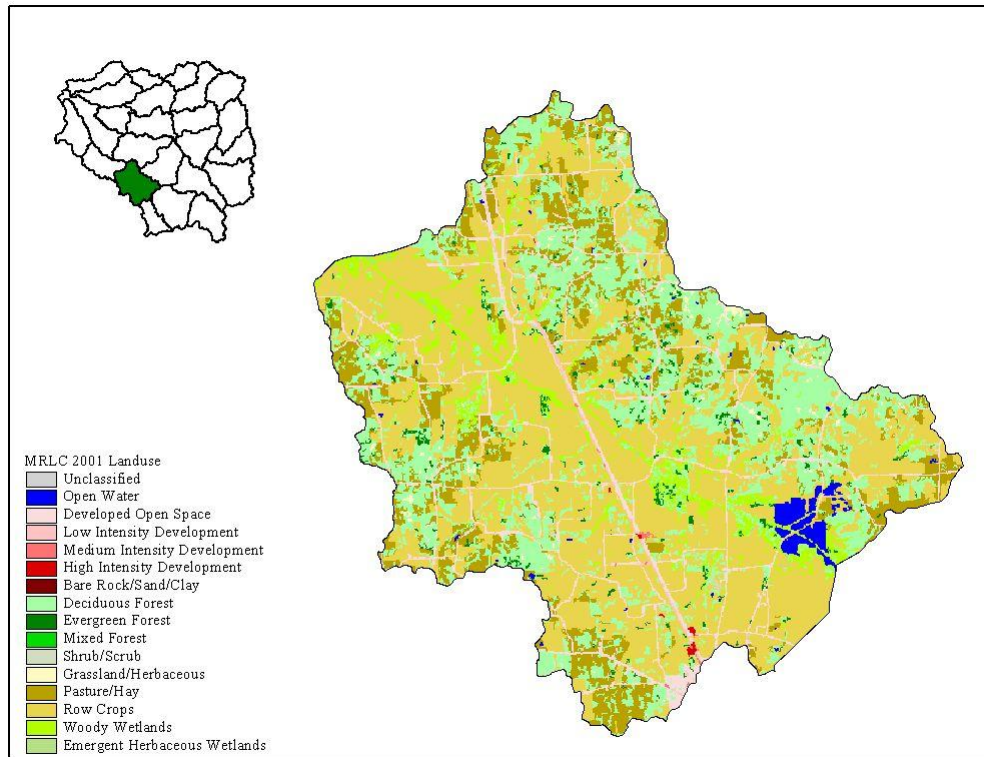 MRLC 2001 Landuse
Unclassified
Open Water
Developed Open Space
Low Intensity Development
Medium Intensity Development
High Intensity Development
Bare Rock/Sand/Clay
Deciduous Forest
Evergreen Forest
Mixed Forest
Shrub/Scrub
Grassland/Herbaceous
Pasture/Hay
Row Crops
Woody Wetlands
Emergent Herbaceous Wetlands